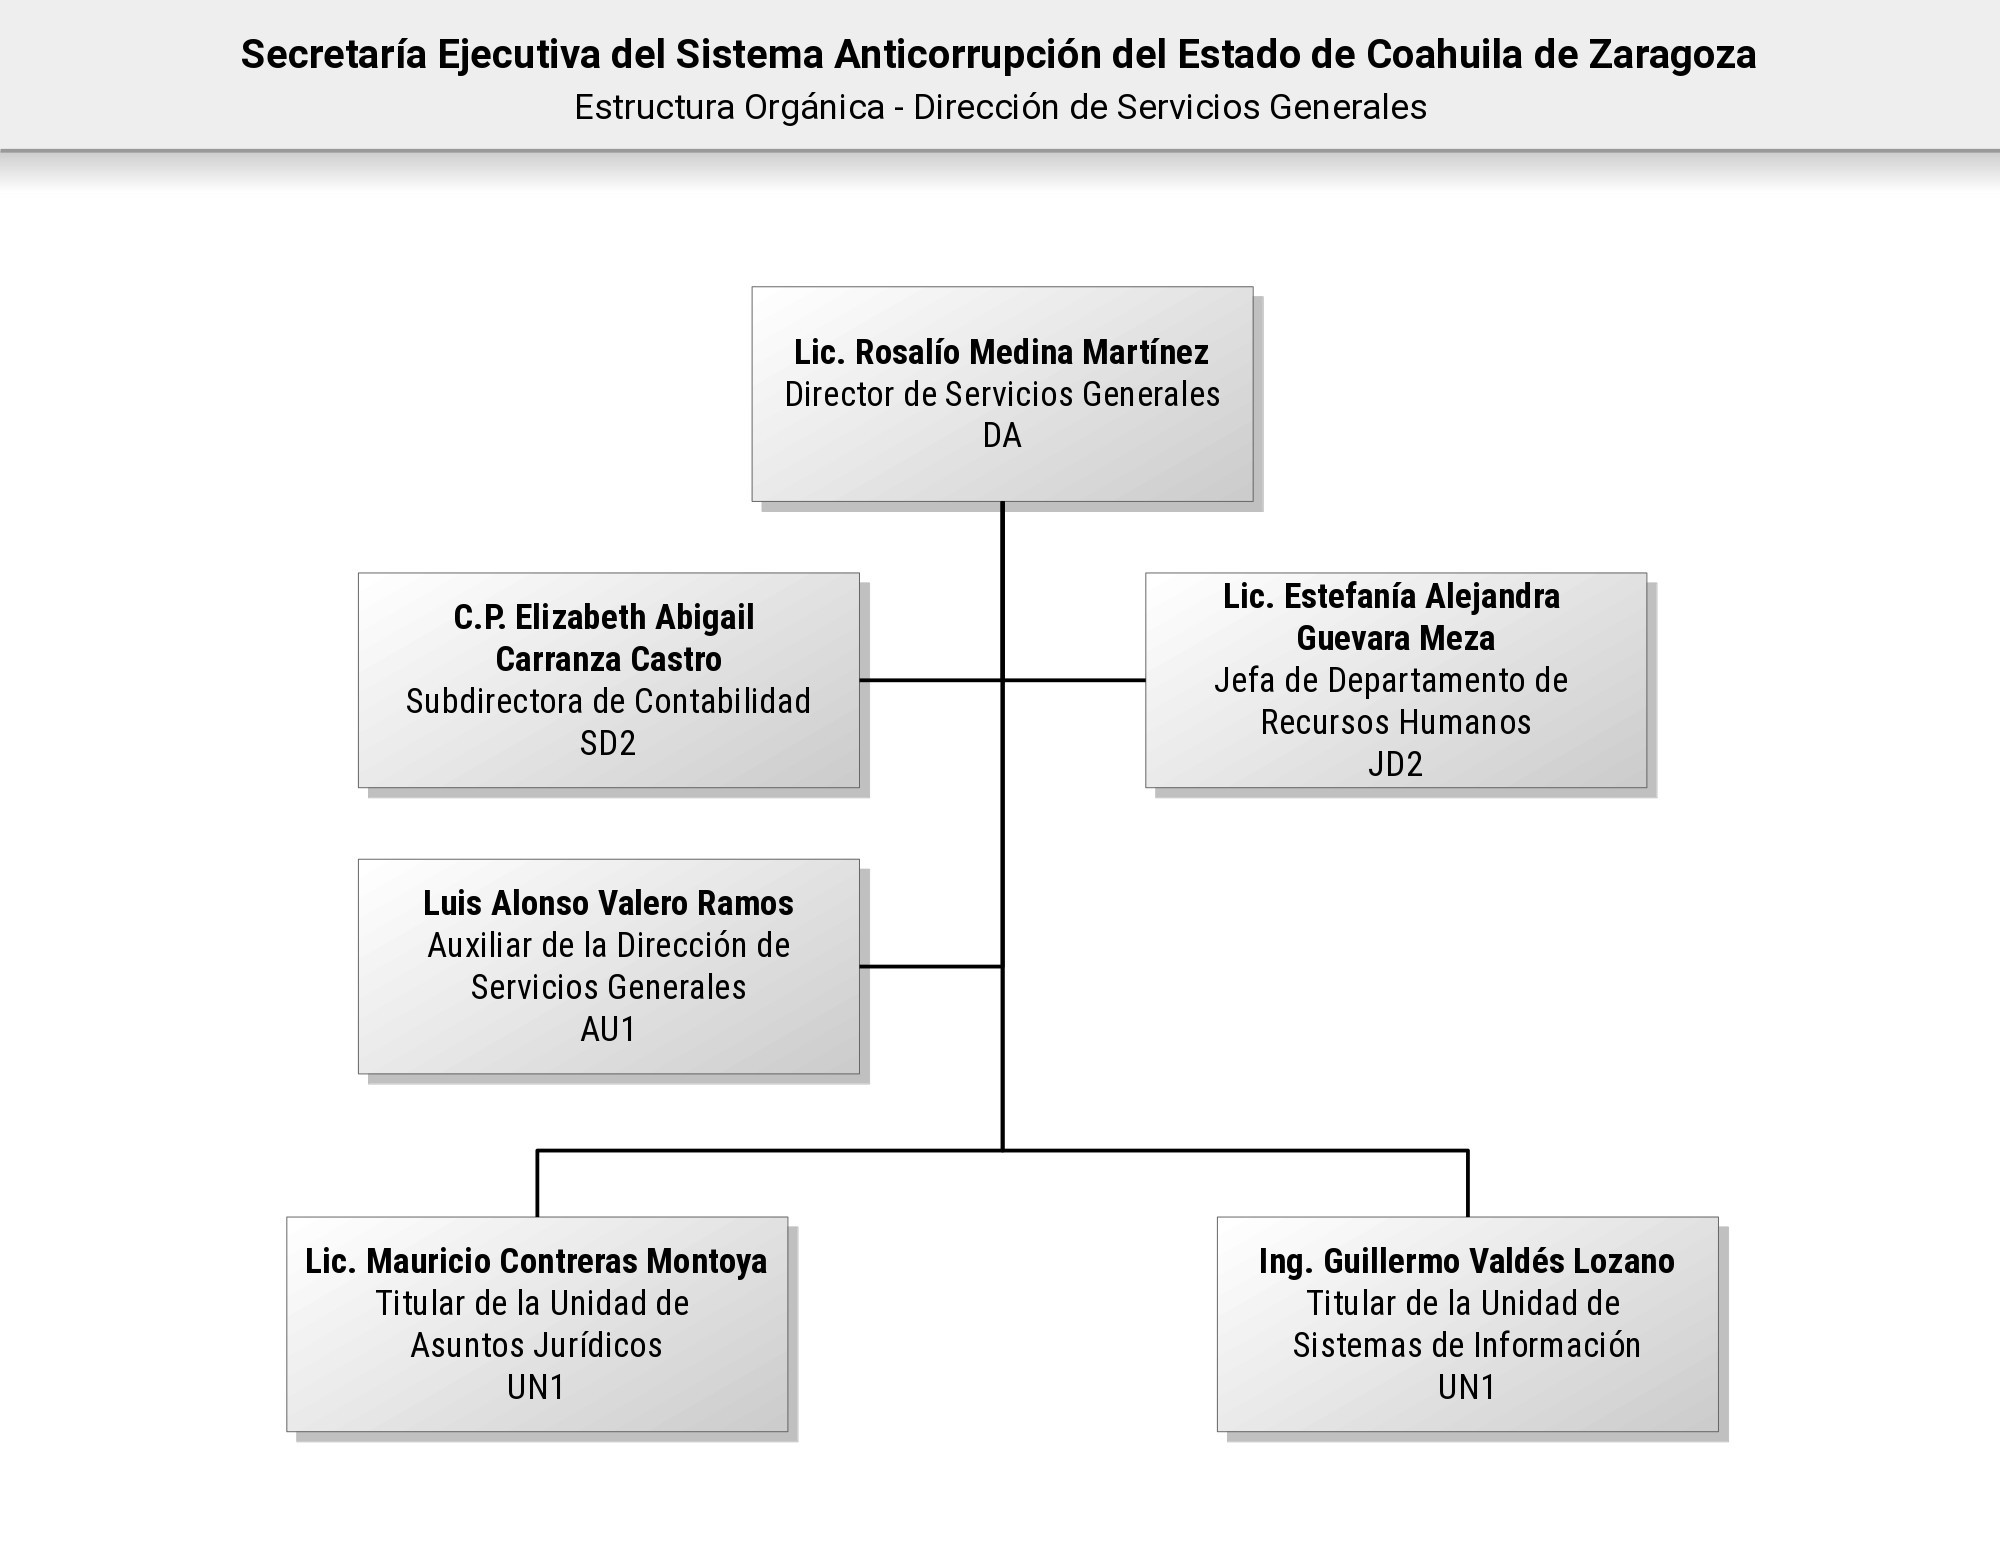 Secretaría Ejecutiva del Sistema Anticorrupción del Estado de Coahuila de Zaragoza
Estructura Orgánica - Dirección de Servicios Generales
Lic. Rosalío Medina Martínez
Director de Servicios Generales
DA
C.P. Elizabeth Abigail
Carranza Castro
Subdirectora de Contabilidad
SD2
Lic. Estefanía Alejandra
Guevara Meza
Jefa de Departamento de
Recursos Humanos
JD2
Luis Alonso Valero Ramos
Auxiliar de la Dirección de
Servicios Generales
AU1
Lic. Mauricio Contreras Montoya
Titular de la Unidad de
Asuntos Jurídicos
UN1
Ing. Guillermo Valdés Lozano
Titular de la Unidad de
Sistemas de Información
UN1